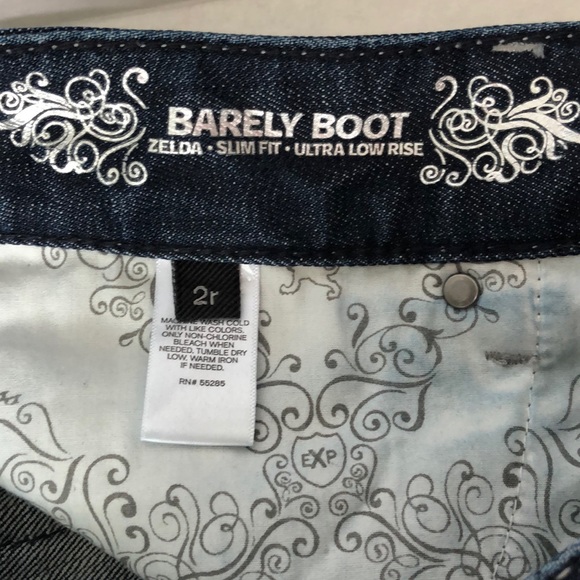 BARELY BOOT
ZELDA • SLIM FIT • ULTRA LOW RISE
2r
MACHINE WASH COLD
WITH LIKE COLORS.
ONLY NON-CHLORINE
BLEACH WHEN
NEEDED. TUMBLE DRY
LOW. WARM IRON
IF NEEDED.
RN# 55285
EXP